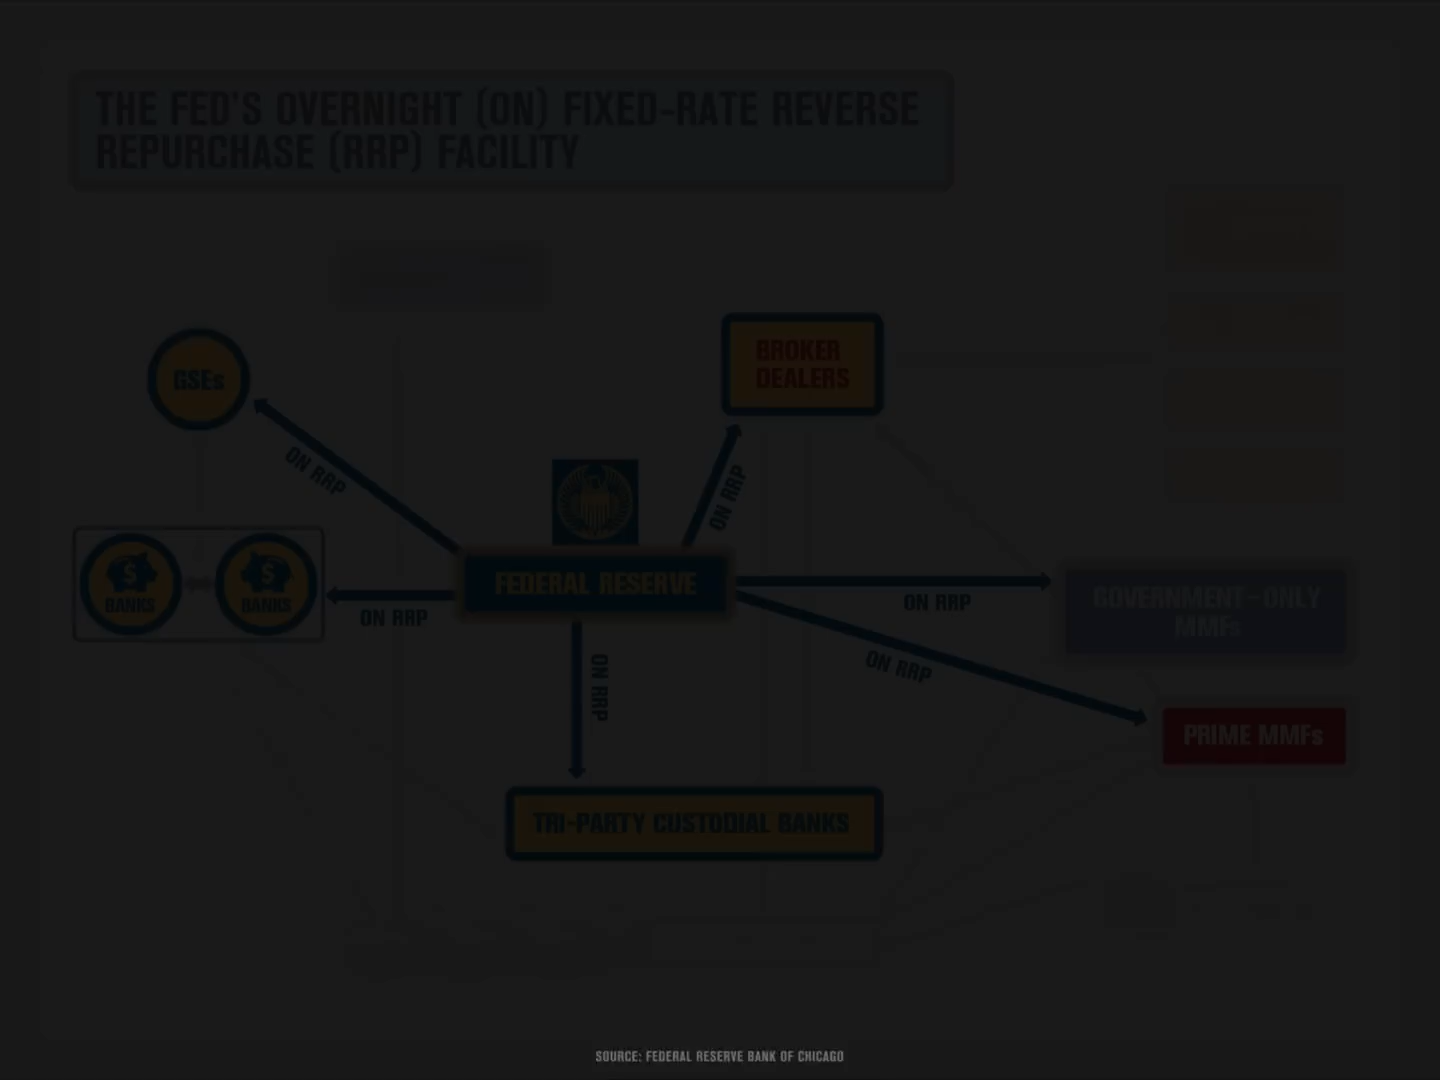 THE FED'S OVERNIGHT (ON) FIXED-RATE REVERSE
REPURCHASE (RRP) FACILITY
BROKER
DEALERS
GSEs
ON RRP
ON RRP
FEDERAL RESERVE
BANKS
BANKS
ON RRP
ON RRP
GOVERNMENT-ONLY
MMFs
ON RRP
ON RRP
PRIME MMFs
TRI-PARTY CUSTODIAL BANKS
SOURCE: FEDERAL RESERVE BANK OF CHICAGO